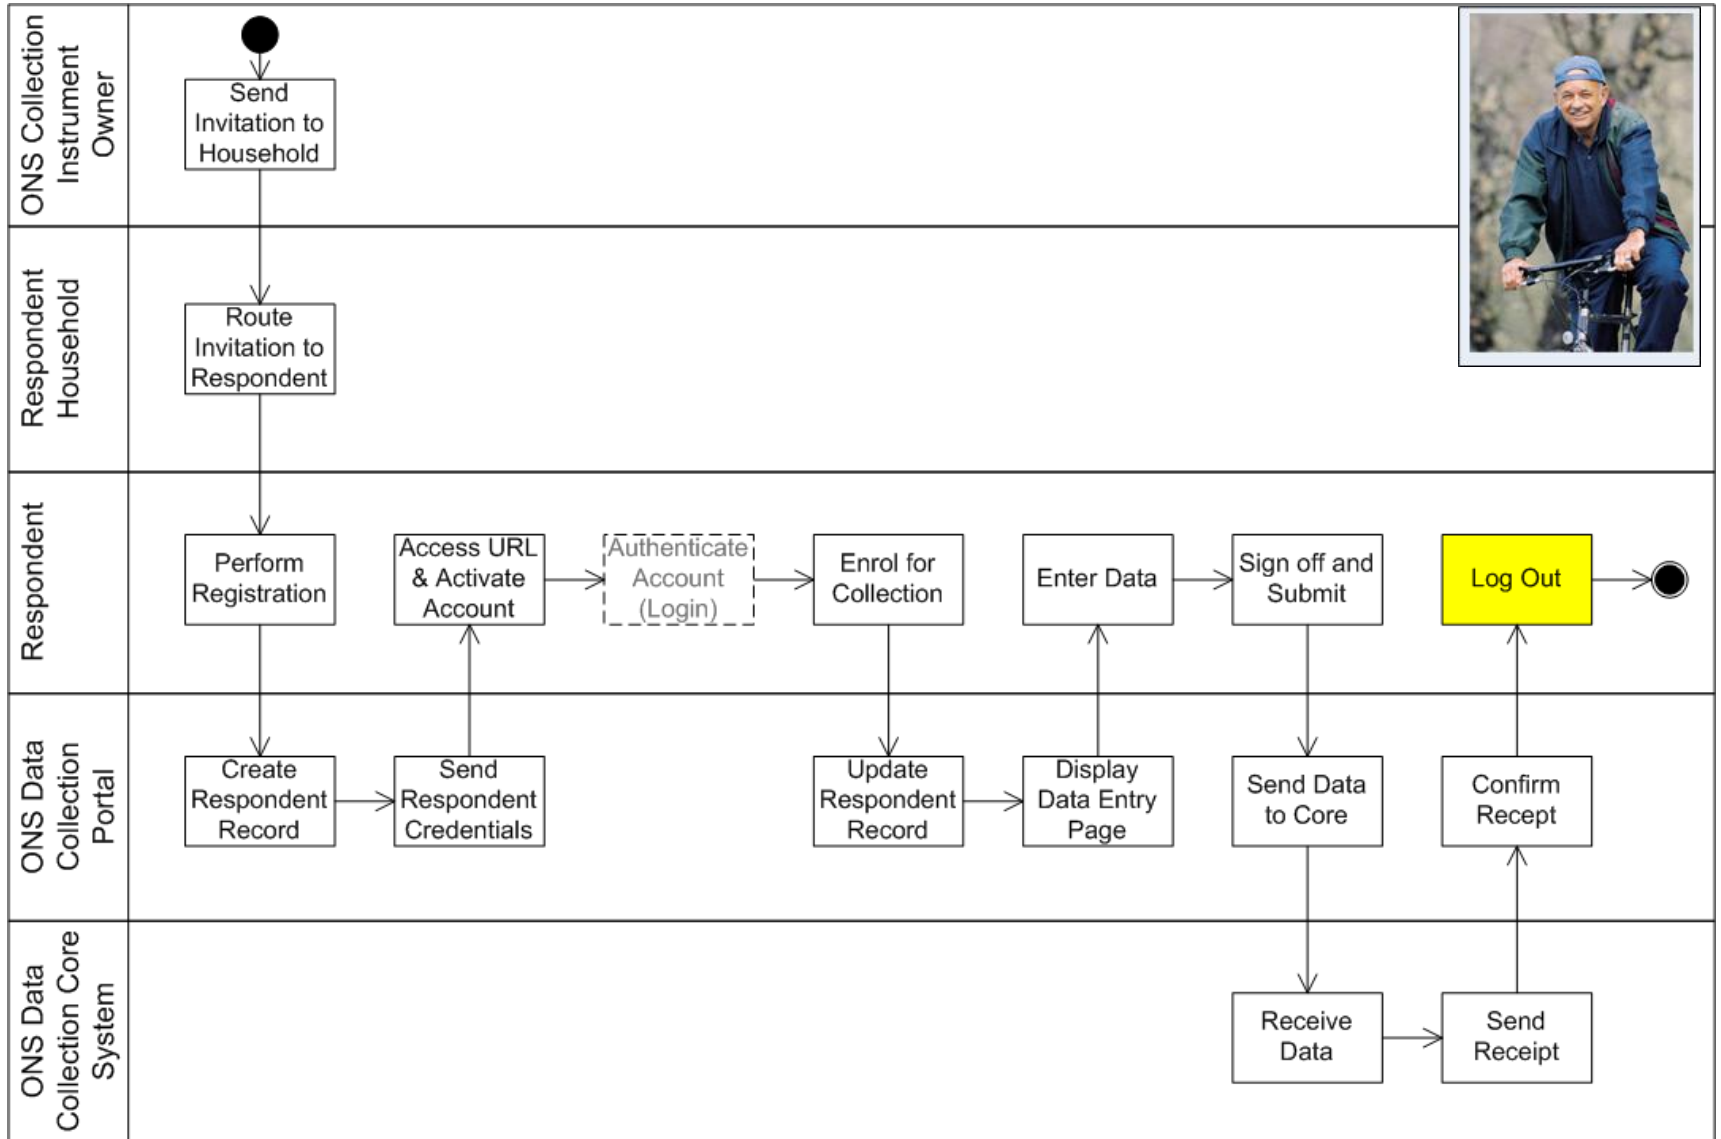 ONS Collection
Instrument
Owner
Send
Invitation to
Household
Respondent
Household
Route
Invitation to
Respondent
Respondent
Perform
Registration
Access URL
& Activate
Account
Authenticate
Account
(Login)
Enrol for
Collection
Enter Data
Sign off and
Submit
Log Out
ONS Data
Collection
Portal
Create
Respondent
Record
Send
Respondent
Credentials
Update
Respondent
Record
Display
Data Entry
Page
Send Data
to Core
Confirm
Recept
ONS Data
Collection Core
System
Receive
Data
Send
Receipt